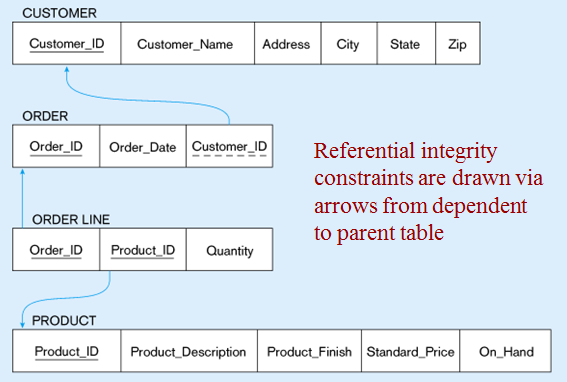 CUSTOMER
Customer_ID Customer_Name Address City State Zip
ORDER
Order_ID Order_Date Customer_ID
Referential integrity
constraints are drawn via
arrows from dependent
to parent table
ORDER LINE
Order_ID Product_ID Quantity
PRODUCT
Product_ID Product_Description Product_Finish Standard_Price On_Hand